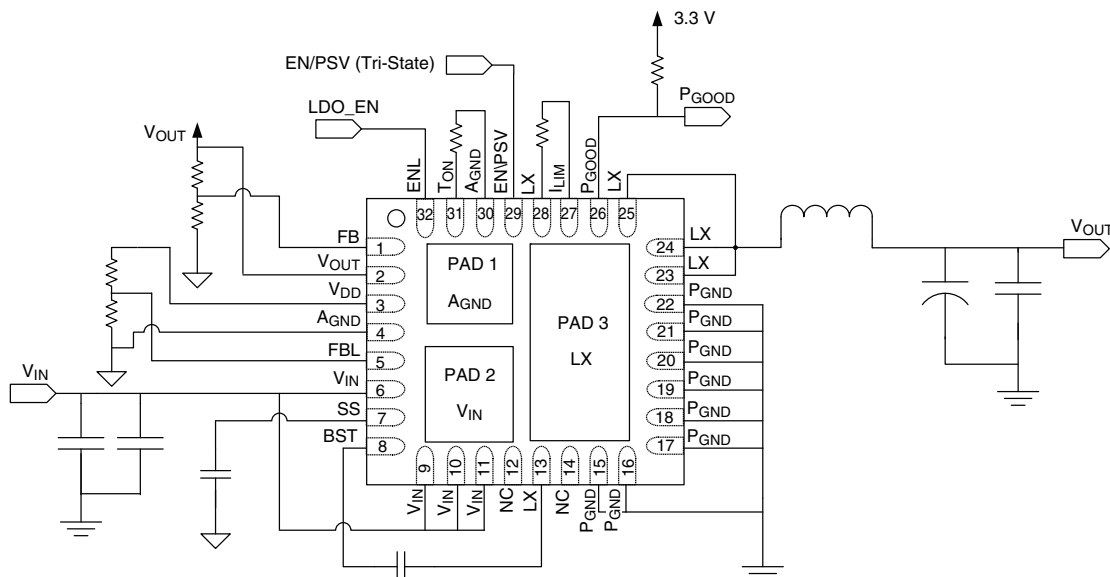 3.3 V
EN/PSV (Tri-State)
PGOOD
LDO_EN
VOUT
ENL
TON
AGND
EN\PSV
LX
ILIM
PGOOD
LX
32
31
30
29
28
27
26
25
FB
1
VOUT
2
VDD
3
AGND
4
FBL
5
VIN
VIN
6
SS
7
BST
8
PAD 1
AGND
PAD 2
VIN
PAD 3
LX
24
LX
23
LX
22
PGND
21
PGND
20
PGND
19
PGND
18
PGND
17
PGND
VOUT
9
10
11
12
13
14
15
16
VIN
VIN
VIN
NC
LX
NC
PGND
PGND